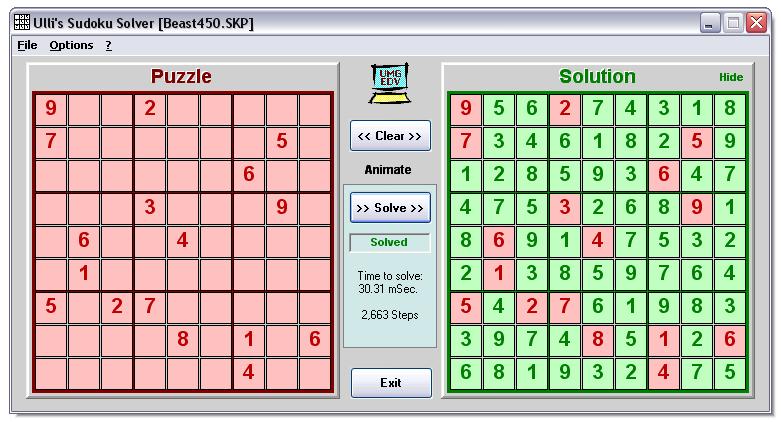 Ulli's Sudoku Solver [Beast450.SKP]
File Options ?
Puzzle
9 2
7 5
6
3 9
6 4
1
5 2 7
8 1 6
4
UMG
EDV
<< Clear >>
Animate
>> Solve >>
Solved
Time to solve:
30.31 mSec.
2,663 Steps
Exit
Solution Hide
9 5 6 2 7 4 3 1 8
7 3 4 6 1 8 2 5 9
1 2 8 5 9 3 6 4 7
4 7 5 3 2 6 8 9 1
8 6 9 1 4 7 5 3 2
2 1 3 8 5 9 7 6 4
5 4 2 7 6 1 9 8 3
3 9 7 4 8 5 1 2 6
6 8 1 9 3 2 4 7 5